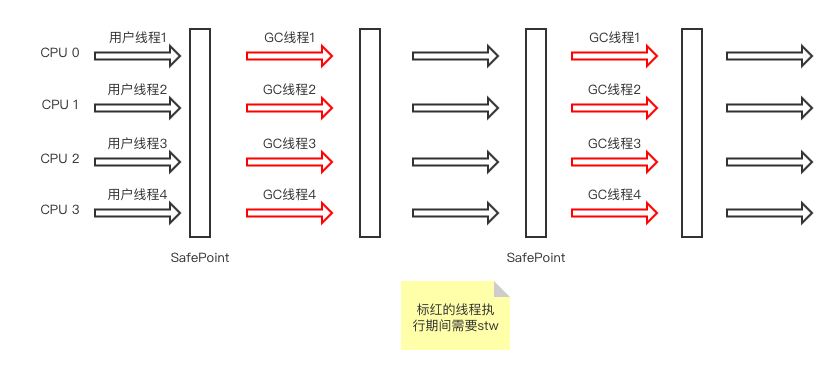 用户线程1
GC线程1
GC线程1
CPU 0
用户线程2
GC线程2
GC线程2
CPU 1
用户线程3
GC线程3
GC线程3
CPU 2
用户线程4
GC线程4
GC线程4
CPU 3
SafePoint
SafePoint
标红的线程执
行期间需要stw